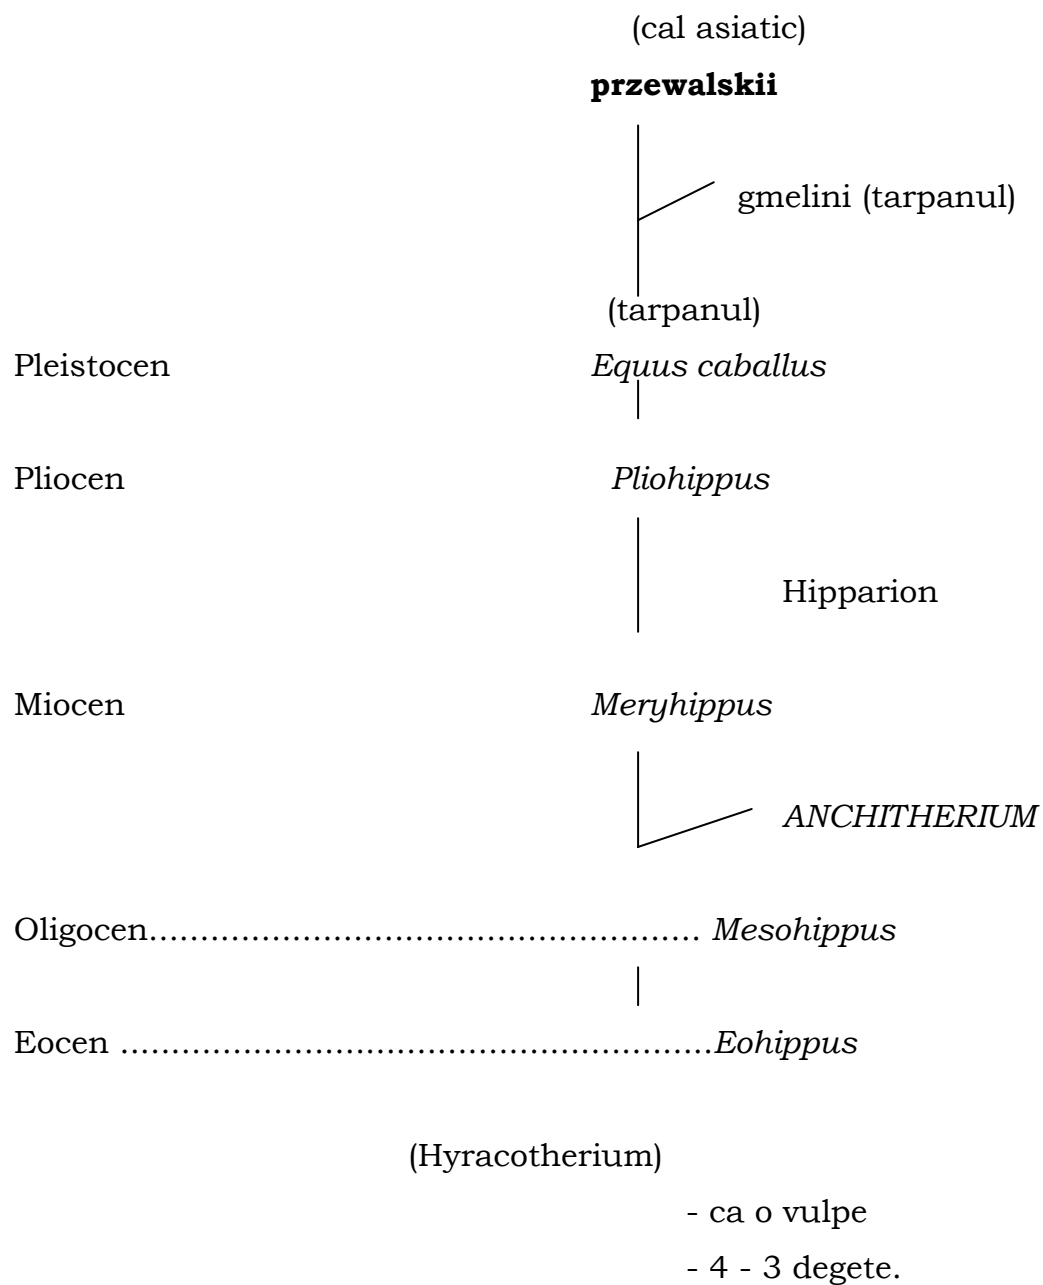 (cal asiatic)
przewalskii
gmelini (tarpanul)
(tarpanul)
Pleistocen Equus caballus
Pliocen Pliohippus
Hipparion
Miocen Meryhippus
ANCHITHERIUM
Oligocen……………………………………………… Mesohippus
Eocen …………………………………………………Eohippus
(Hyracotherium)
- ca o vulpe
- 4 - 3 degete.